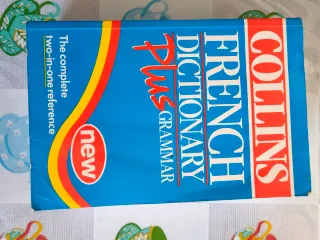 COLLINS
FRENCH
DICTIONARY
Plus GRAMMAR
new
The complete
two-in-one reference